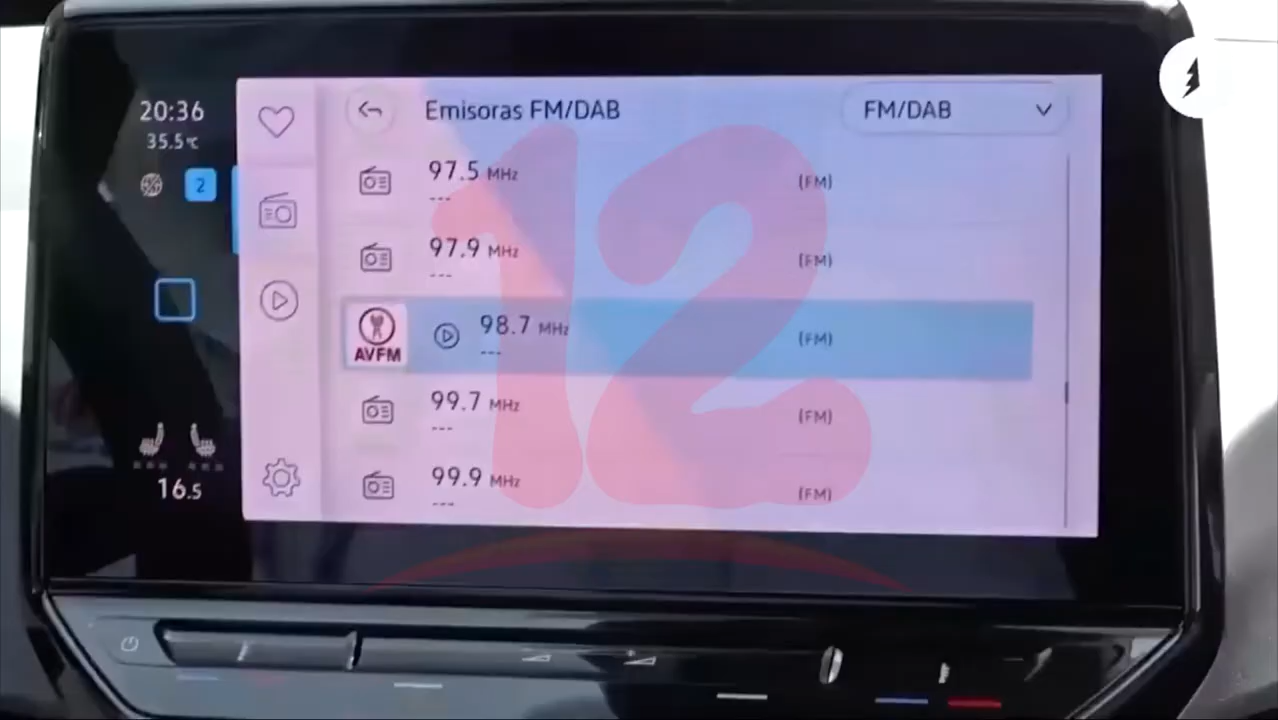 20:36
35.5℃
2
16.5
Emisoras FM/DAB
FM/DAB
97.5 MHz
(FM)
---
97.9 MHz
(FM)
---
AVFM
98.7 MHz
(FM)
---
99.7 MHz
(FM)
---
99.9 MHz
(FM)
---
12